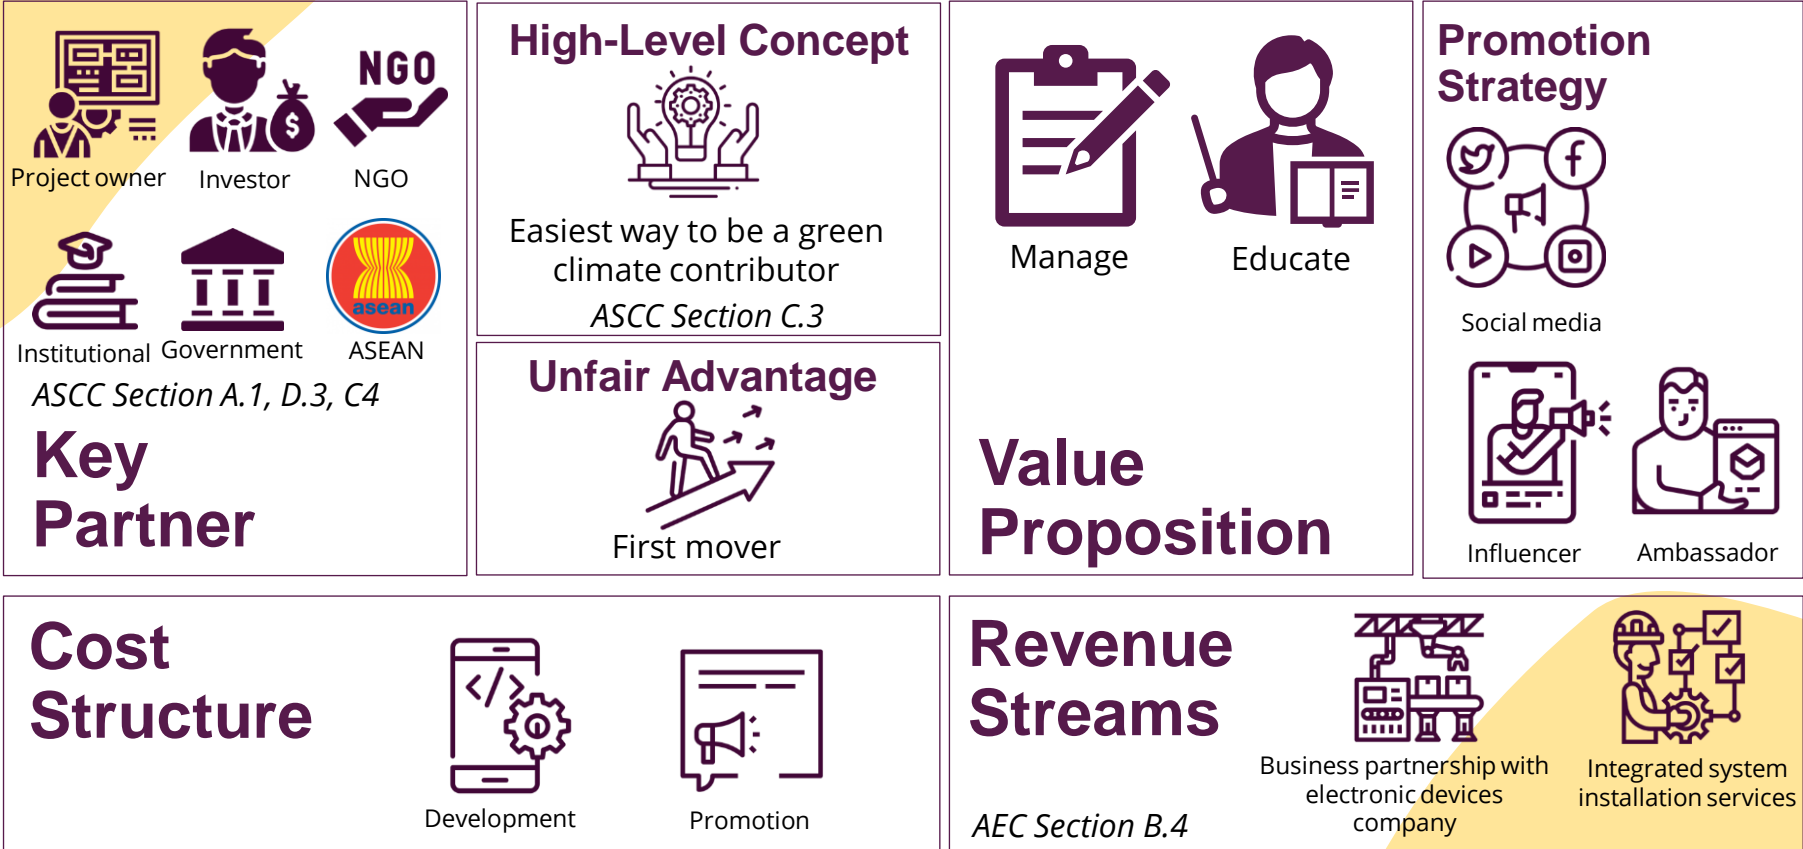 NGO
$
Project owner
Investor
NGO
asean
Institutional
Government
ASEAN
ASCC Section A.1, D.3, C4
Key
Partner
High-Level Concept
Easiest way to be a green
climate contributor
ASCC Section C.3
Unfair Advantage
First mover
Manage
Educate
Value
Proposition
Promotion
Strategy
f
Social media
Influencer
Ambassador
Cost
Structure
</>
Development
Promotion
Revenue
Streams
AEC Section B.4
Business partnership with
electronic devices
company
Integrated system
installation services